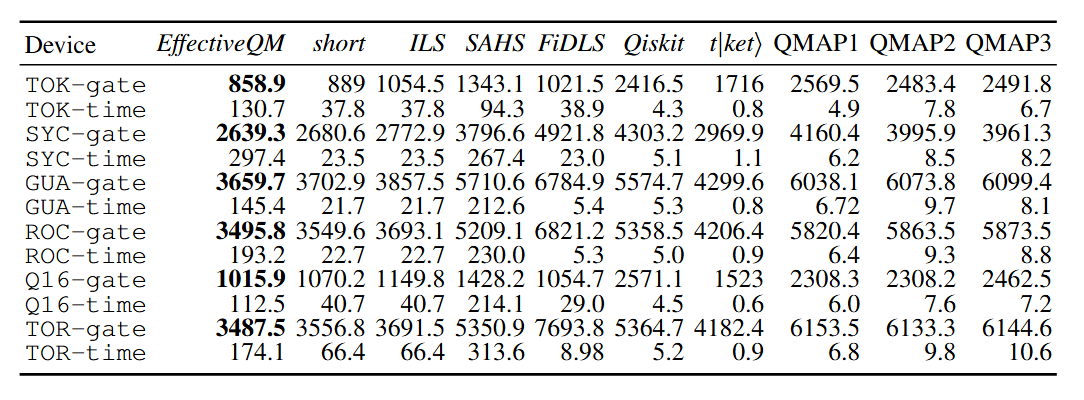 Device EffectiveQM short ILS SAHS FiDLS Qiskit t|ket⟩ QMAP1 QMAP2 QMAP3
TOK-gate 858.9 889 1054.5 1343.1 1021.5 2416.5 1716 2569.5 2483.4 2491.8
TOK-time 130.7 37.8 37.8 94.3 38.9 4.3 0.8 4.9 7.8 6.7
SYC-gate 2639.3 2680.6 2772.9 3796.6 4921.8 4303.2 2969.9 4160.4 3995.9 3961.3
SYC-time 297.4 23.5 23.5 267.4 23.0 5.1 1.1 6.2 8.5 8.2
GUA-gate 3659.7 3702.9 3857.5 5710.6 6784.9 5574.7 4299.6 6038.1 6073.8 6099.4
GUA-time 145.4 21.7 21.7 212.6 5.4 5.3 0.8 6.72 9.7 8.1
ROC-gate 3495.8 3549.6 3693.1 5209.1 6821.2 5358.5 4206.4 5820.4 5863.5 5873.5
ROC-time 193.2 22.7 22.7 230.0 5.3 5.0 0.9 6.4 9.3 8.8
Q16-gate 1015.9 1070.2 1149.8 1428.2 1054.7 2571.1 1523 2308.3 2308.2 2462.5
Q16-time 112.5 40.7 40.7 214.1 29.0 4.5 0.6 6.0 7.6 7.2
TOR-gate 3487.5 3556.8 3691.5 5350.9 7693.8 5364.7 4182.4 6153.5 6133.3 6144.6
TOR-time 174.1 66.4 66.4 313.6 8.98 5.2 0.9 6.8 9.8 10.6